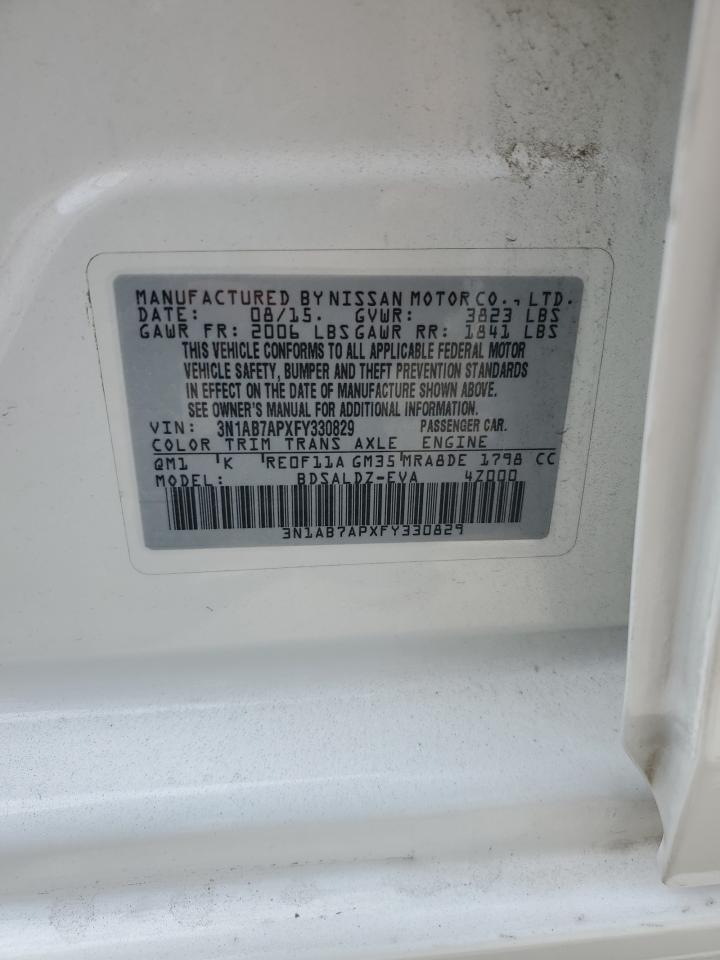 MANUFACTURED BY NISSAN MOTOR CO., LTD.
DATE: 08/15. GVWR: 3823 LBS
GAWR FR: 2006 LBS GAWR RR: 1841 LBS
THIS VEHICLE CONFORMS TO ALL APPLICABLE FEDERAL MOTOR
VEHICLE SAFETY, BUMPER AND THEFT PREVENTION STANDARDS
IN EFFECT ON THE DATE OF MANUFACTURE SHOWN ABOVE.
SEE OWNER'S MANUAL FOR ADDITIONAL INFORMATION.
VIN: 3N1AB7APXFY330829 PASSENGER CAR.
COLOR TRIM TRANS AXLE ENGINE
QM1 K RE0F11A GM35 MRA8DE 1798 CC
MODEL: BDSALDZ-EVA 4Z000
3N1AB7APXFY330829